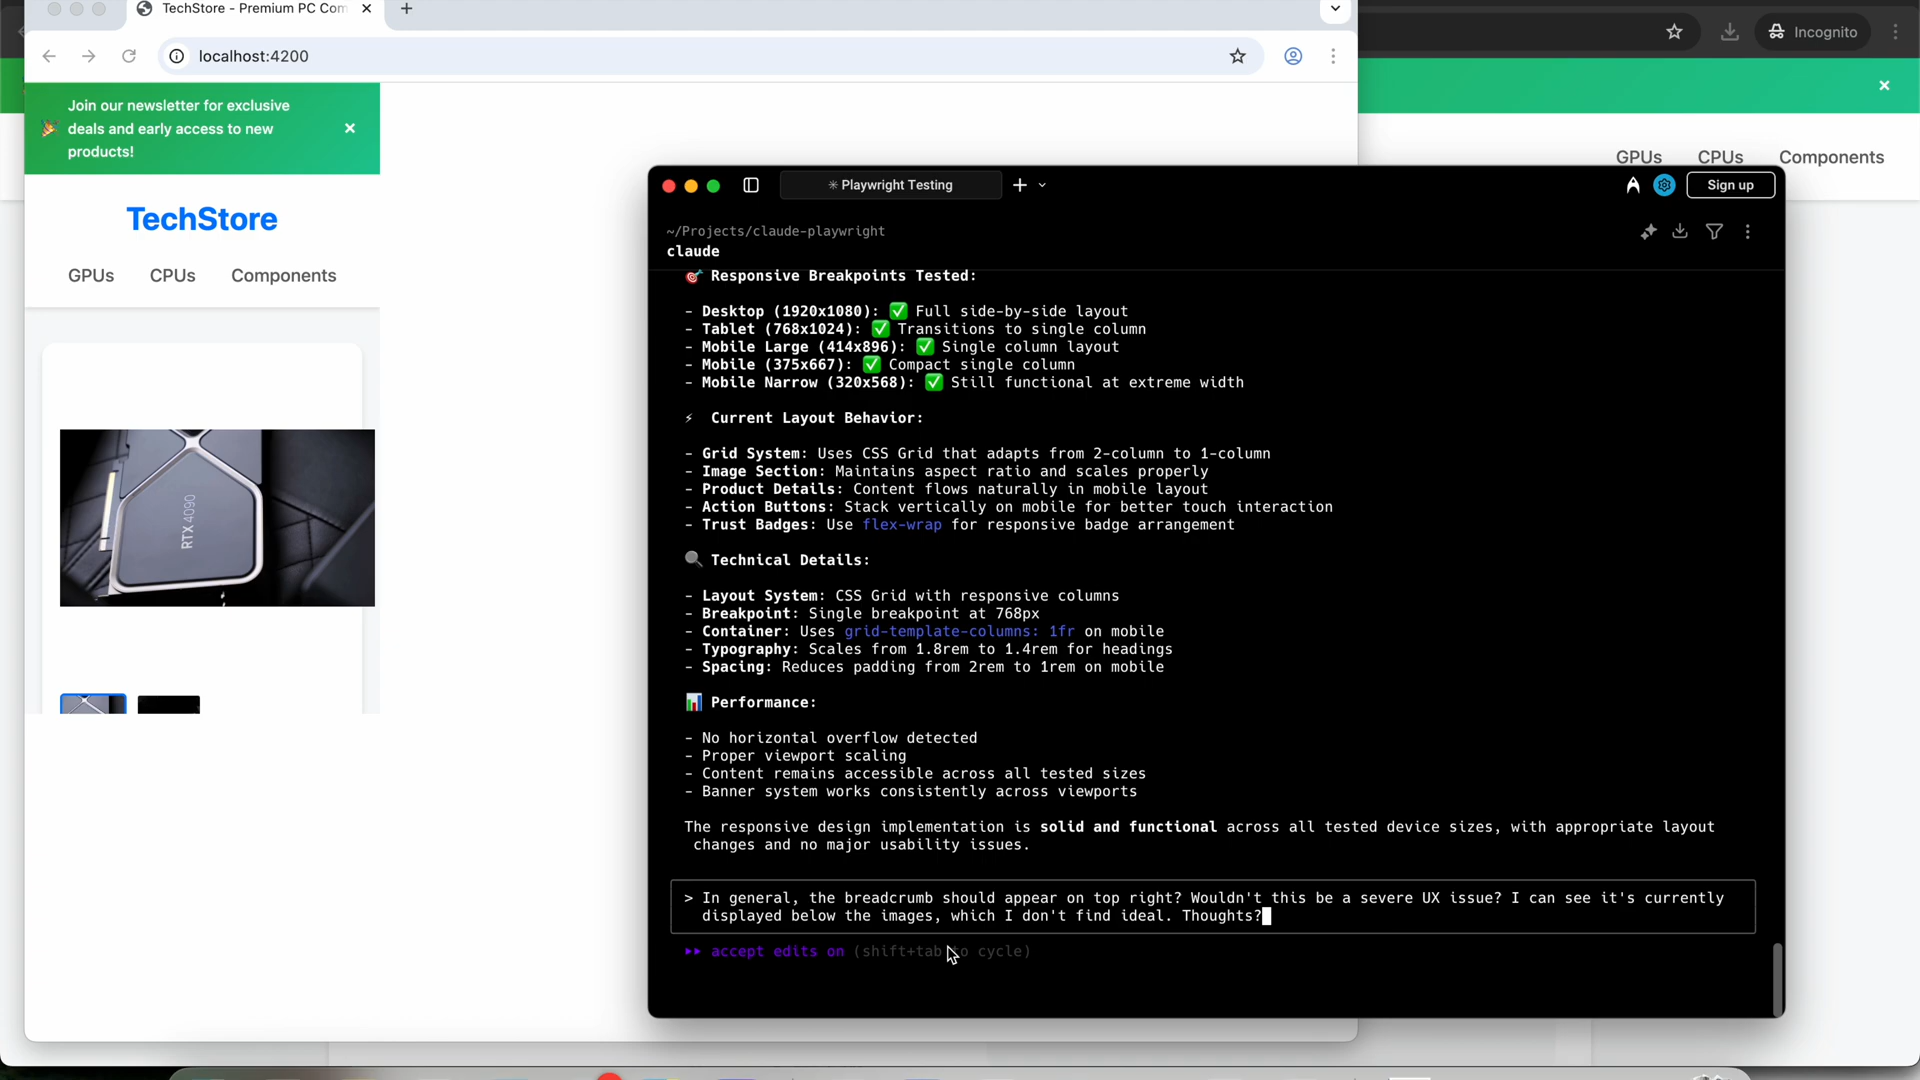 TechStore - Premium PC Com
localhost:4200
Incognito
Join our newsletter for exclusive
deals and early access to new
products!
TechStore
GPUs CPUs Components
RTX 4090
GPUs CPUs Components
✳ Playwright Testing
Sign up
~/Projects/claude-playwright
claude
🎯 Responsive Breakpoints Tested:
- Desktop (1920x1080): ✅ Full side-by-side layout
- Tablet (768x1024): ✅ Transitions to single column
- Mobile Large (414x896): ✅ Single column layout
- Mobile (375x667): ✅ Compact single column
- Mobile Narrow (320x568): ✅ Still functional at extreme width
⚡ Current Layout Behavior:
- Grid System: Uses CSS Grid that adapts from 2-column to 1-column
- Image Section: Maintains aspect ratio and scales properly
- Product Details: Content flows naturally in mobile layout
- Action Buttons: Stack vertically on mobile for better touch interaction
- Trust Badges: Use flex-wrap for responsive badge arrangement
🔍 Technical Details:
- Layout System: CSS Grid with responsive columns
- Breakpoint: Single breakpoint at 768px
- Container: Uses grid-template-columns: 1fr on mobile
- Typography: Scales from 1.8rem to 1.4rem for headings
- Spacing: Reduces padding from 2rem to 1rem on mobile
📊 Performance:
- No horizontal overflow detected
- Proper viewport scaling
- Content remains accessible across all tested sizes
- Banner system works consistently across viewports
The responsive design implementation is solid and functional across all tested device sizes, with appropriate layout
changes and no major usability issues.
> In general, the breadcrumb should appear on top right? Wouldn't this be a severe UX issue? I can see it's currently
displayed below the images, which I don't find ideal. Thoughts?
▸▸ accept edits on (shift+tab to cycle)